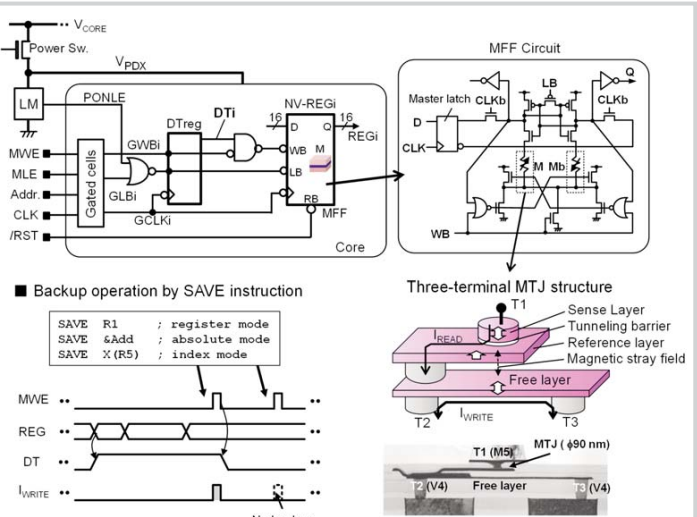 V_CORE
Power Sw.
V_PDX
LM
PONLE
DTreg
DTi
NV-REGi
16
D
Q
16
REGi
MWE
MLE
Addr.
CLK
/RST
Gated cells
GWBi
GLBi
GCLKi
WB
M
LB
RB
MFF
Core
MFF Circuit
LB
Q
Master latch
CLKb
CLKb
D
CLK
M
Mb
WB
■ Backup operation by SAVE instruction
SAVE R1 ; register mode
SAVE &Add ; absolute mode
SAVE X(R5) ; index mode
MWE
REG
DT
I_WRITE
Three-terminal MTJ structure
T1
Sense Layer
Tunneling barrier
Reference layer
Magnetic stray field
I_READ
Free layer
T2
I_WRITE
T3
T1 (M5)
MTJ ( ϕ90 nm)
T2 (V4)
Free layer
T3 (V4)